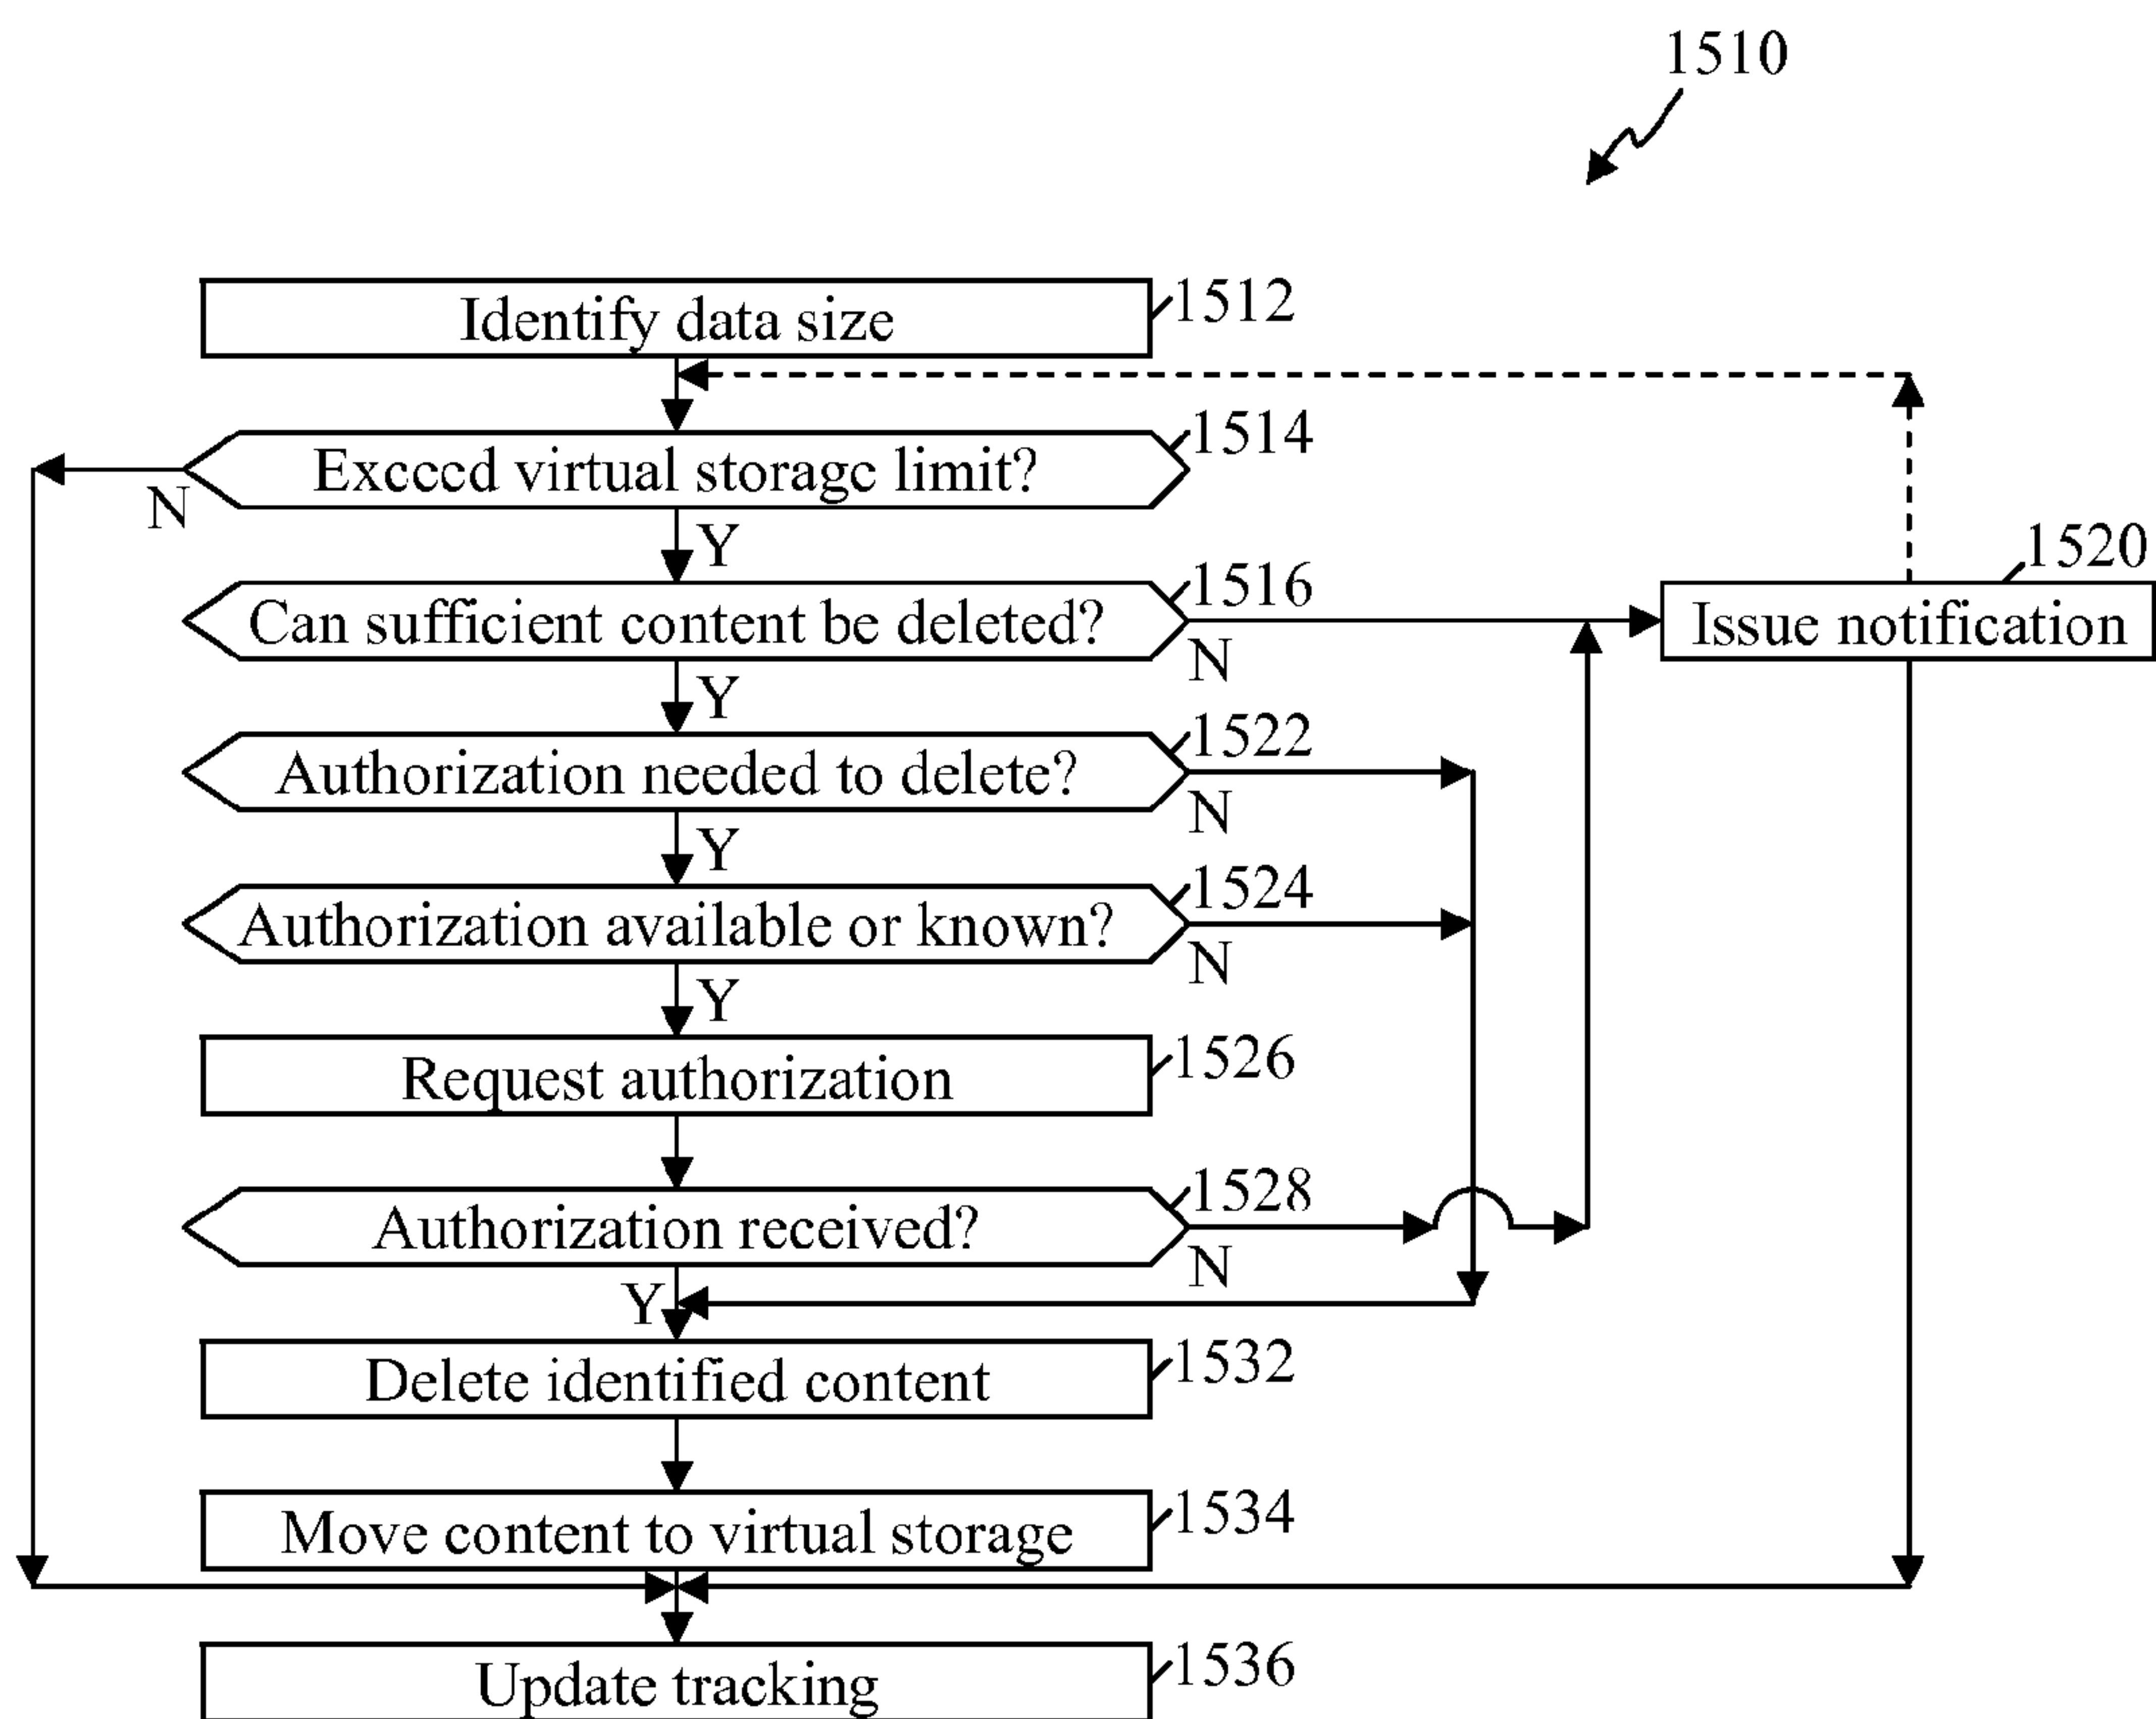 1510
Identify data size
1512
Exceed virtual storage limit?
1514
N
Y
Can sufficient content be deleted?
1516
N
1520
Issue notification
Y
Authorization needed to delete?
1522
N
Y
Authorization available or known?
1524
N
Y
Request authorization
1526
Authorization received?
1528
N
Y
Delete identified content
1532
Move content to virtual storage
1534
Update tracking
1536